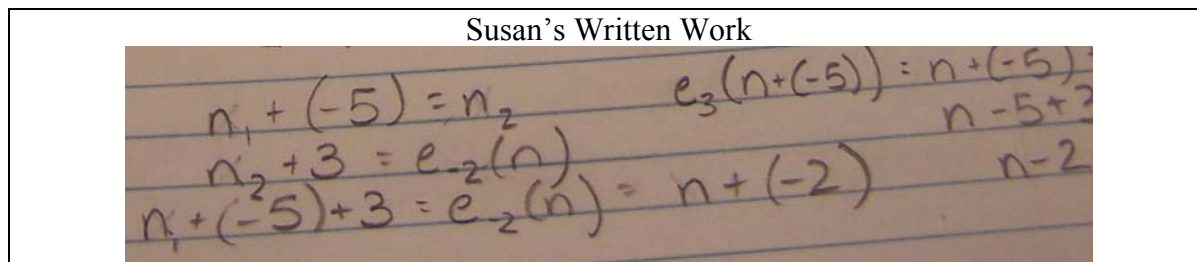 Susan's Written Work
n₁ + (-5) = n₂
n₂ + 3 = e₋₂(n)
n₁ + (-5) + 3 = e₋₂(n) = n + (-2)
e₃(n+(-5)) = n+(-5)
n - 5 + 3
n - 2